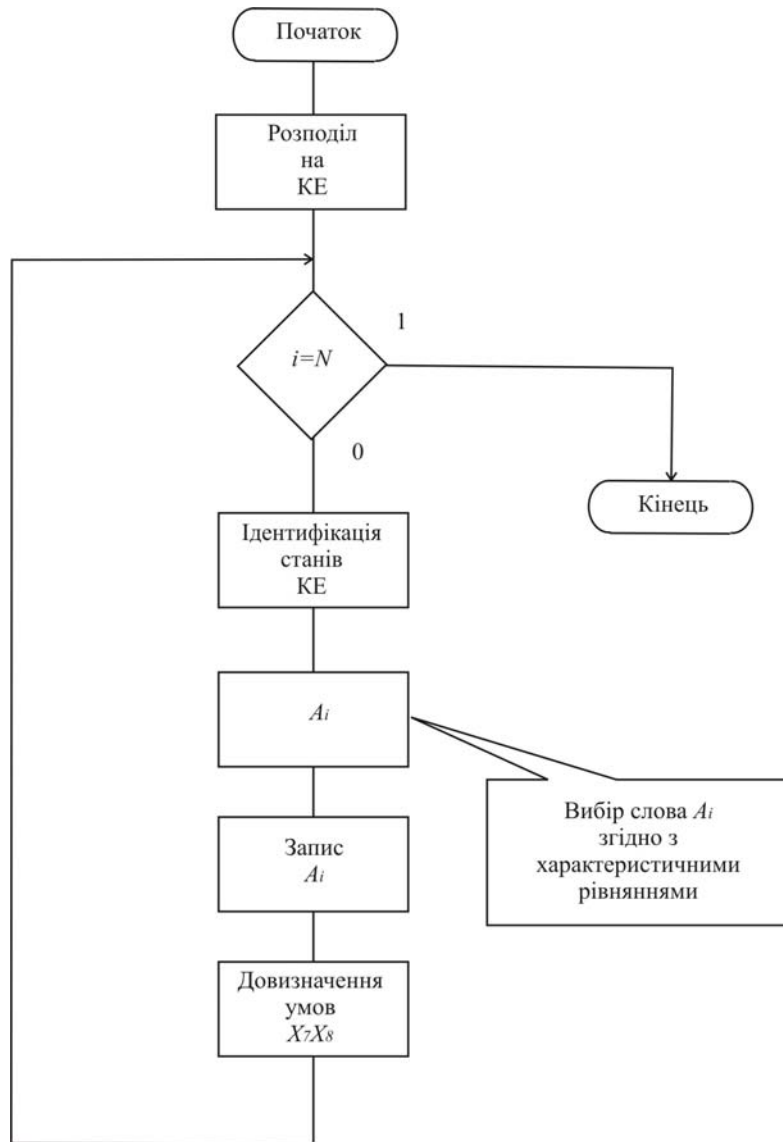 Початок
Розподіл
на
КЕ
1
i=N
0
Кінець
Ідентифікація
станів
КЕ
Ai
Вибір слова Ai
згідно з
характеристичними
рівняннями
Запис
Ai
Довизначення
умов
X7X8